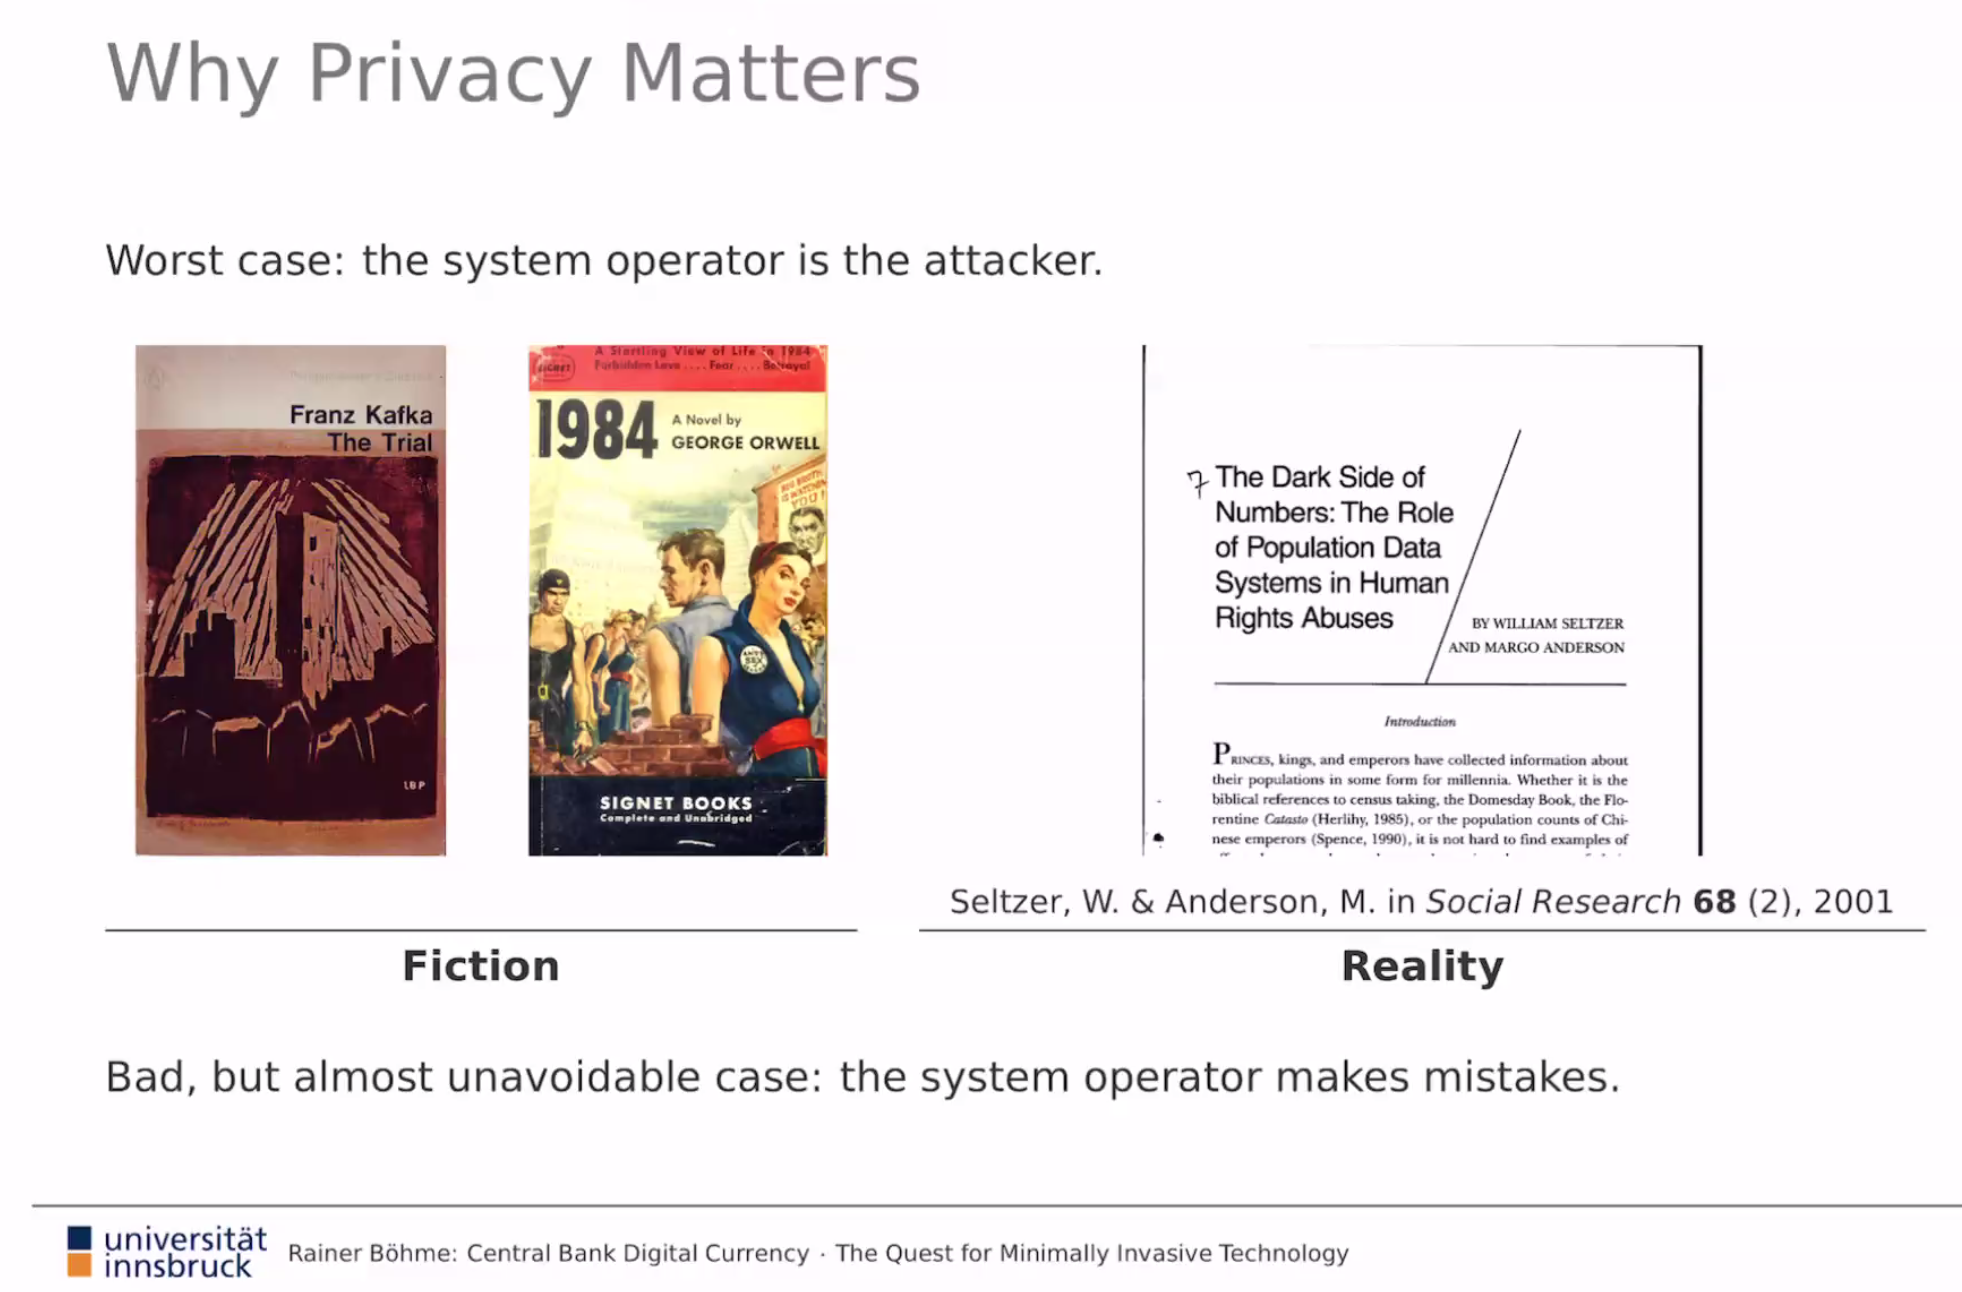 Why Privacy Matters
Worst case: the system operator is the attacker.
Franz Kafka
The Trial
LBP
A Startling View of Life in 1984
Forbidden Love .... Fear .... Betrayal
SIGNET
1984
A Novel by
GEORGE ORWELL
BIG BROTHER
IS WATCHING
YOU!
ANTI
SEX
SIGNET BOOKS
Complete and Unabridged
7
The Dark Side of
Numbers: The Role
of Population Data
Systems in Human
Rights Abuses
BY WILLIAM SELTZER
AND MARGO ANDERSON
Introduction
PRINCES, kings, and emperors have collected information about
their populations in some form for millennia. Whether it is the
biblical references to census taking, the Domesday Book, the Flo-
rentine Catasto (Herlihy, 1985), or the population counts of Chi-
nese emperors (Spence, 1990), it is not hard to find examples of
Seltzer, W. & Anderson, M. in Social Research 68 (2), 2001
Fiction
Reality
Bad, but almost unavoidable case: the system operator makes mistakes.
universität
innsbruck
Rainer Böhme: Central Bank Digital Currency · The Quest for Minimally Invasive Technology